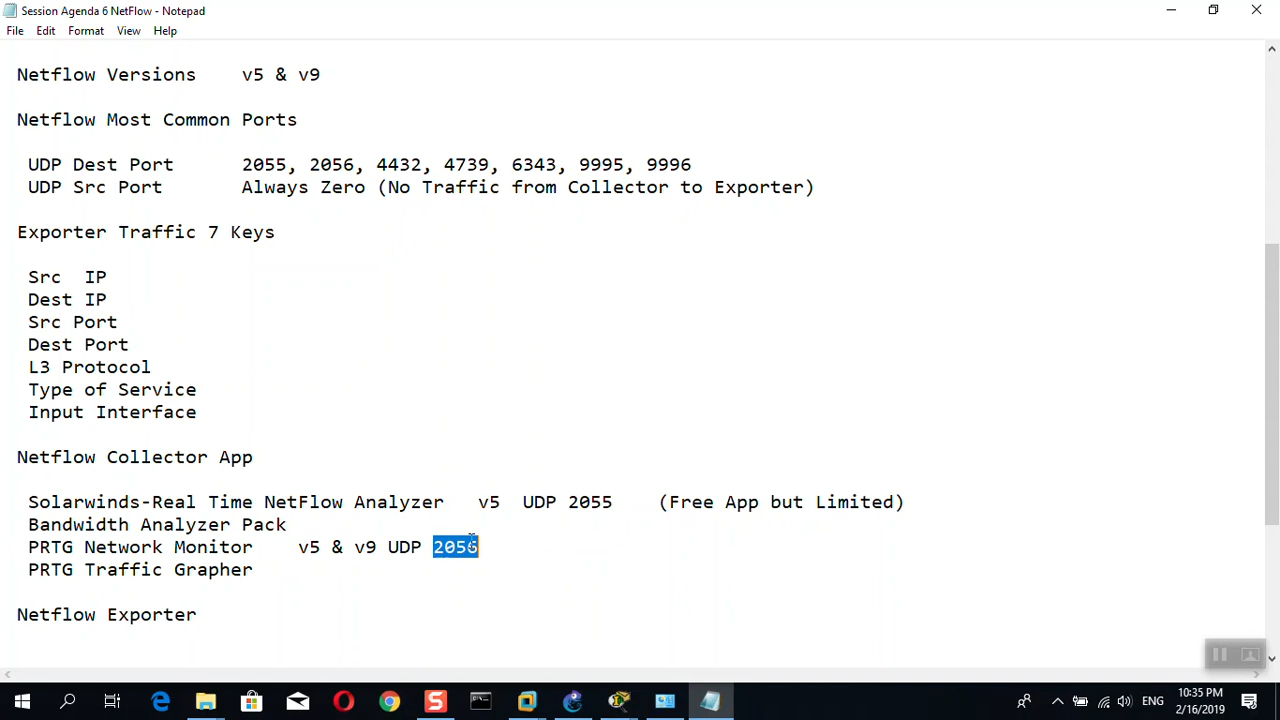 Session Agenda 6 NetFlow - Notepad
File Edit Format View Help
Netflow Versions v5 & v9
Netflow Most Common Ports
UDP Dest Port 2055, 2056, 4432, 4739, 6343, 9995, 9996
UDP Src Port Always Zero (No Traffic from Collector to Exporter)
Exporter Traffic 7 Keys
Src IP
Dest IP
Src Port
Dest Port
L3 Protocol
Type of Service
Input Interface
Netflow Collector App
Solarwinds-Real Time NetFlow Analyzer v5 UDP 2055 (Free App but Limited)
Bandwidth Analyzer Pack
PRTG Network Monitor v5 & v9 UDP 2056
PRTG Traffic Grapher
Netflow Exporter
ENG
10:35 PM
2/16/2019